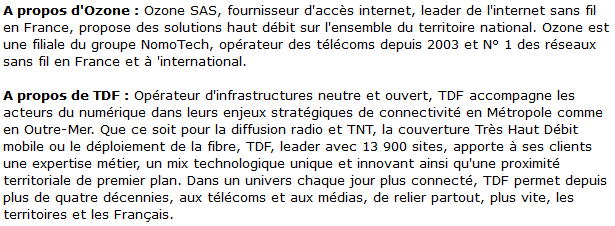 A propos d'Ozone : Ozone SAS, fournisseur d'accès internet, leader de l'internet sans fil
en France, propose des solutions haut débit sur l'ensemble du territoire national. Ozone est
une filiale du groupe NomoTech, opérateur des télécoms depuis 2003 et N° 1 des réseaux
sans fil en France et à 'international.
A propos de TDF : Opérateur d'infrastructures neutre et ouvert, TDF accompagne les
acteurs du numérique dans leurs enjeux stratégiques de connectivité en Métropole comme
en Outre-Mer. Que ce soit pour la diffusion radio et TNT, la couverture Très Haut Débit
mobile ou le déploiement de la fibre, TDF, leader avec 13 900 sites, apporte à ses clients
une expertise métier, un mix technologique unique et innovant ainsi qu'une proximité
territoriale de premier plan. Dans un univers chaque jour plus connecté, TDF permet depuis
plus de quatre décennies, aux télécoms et aux médias, de relier partout, plus vite, les
territoires et les Français.